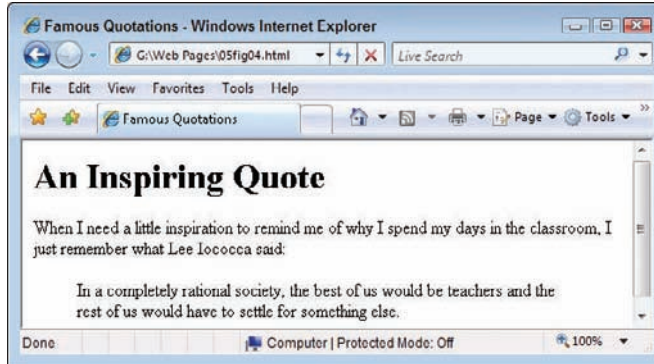 Famous Quotations - Windows Internet Explorer
G:\Web Pages\05fig04.html Live Search
File Edit View Favorites Tools Help
Famous Quotations Page Tools
An Inspiring Quote
When I need a little inspiration to remind me of why I spend my days in the classroom, I
just remember what Lee Iococca said:
In a completely rational society, the best of us would be teachers and the
rest of us would have to settle for something else.
Done Computer | Protected Mode: Off 100%